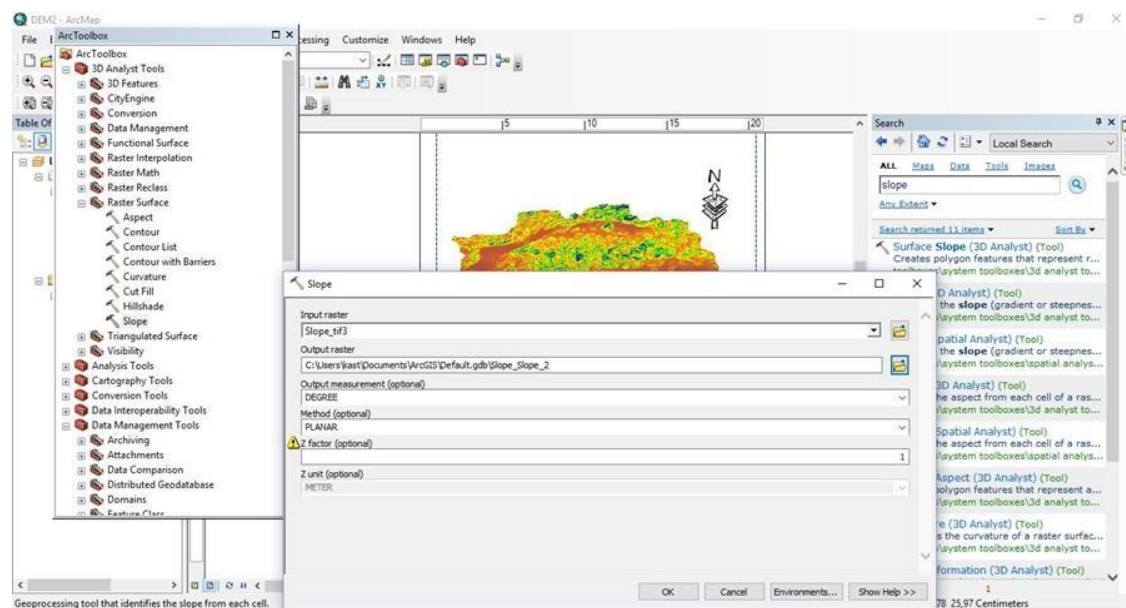 DEM2 - ArcMap
File
ArcToolbox
Customize Windows Help
ArcToolbox
3D Analyst Tools
3D Features
CityEngine
Conversion
Data Management
Functional Surface
Raster Interpolation
Raster Math
Raster Reclass
Raster Surface
Aspect
Contour
Contour List
Contour with Barriers
Curvature
Cut Fill
Hillshade
Slope
Triangulated Surface
Visibility
Analysis Tools
Cartography Tools
Conversion Tools
Data Interoperability Tools
Data Management Tools
Archiving
Attachments
Data Comparison
Distributed Geodatabase
Domains
Feature Class
Table Of
5 10 15 20
N
Slope
Input raster
Slope_tif3
Output raster
C:\Users\kast\Documents\ArcGIS\Default.gdb\Slope_Slope_2
Output measurement (optional)
DEGREE
Method (optional)
PLANAR
Z factor (optional)
1
Z unit (optional)
METER
OK Cancel Environments... Show Help >>
Search
Local Search
ALL Maps Data Tools Images
slope
Any Extent
Search returned 11 items Sort By
Surface Slope (3D Analyst) (Tool)
Creates polygon features that represent r...
toolboxes\system toolboxes\3d analyst to...
D Analyst) (Tool)
the slope (gradient or steepnes...
\system toolboxes\3d analyst to...
patial Analyst) (Tool)
the slope (gradient or steepnes...
\system toolboxes\spatial analys...
3D Analyst) (Tool)
he aspect from each cell of a ras...
\system toolboxes\3d analyst to...
Spatial Analyst) (Tool)
he aspect from each cell of a ras...
\system toolboxes\spatial analys...
Aspect (3D Analyst) (Tool)
polygon features that represent a...
\system toolboxes\3d analyst to...
re (3D Analyst) (Tool)
s the curvature of a raster surfac...
\system toolboxes\3d analyst to...
formation (3D Analyst) (Tool)
1
Geoprocessing tool that identifies the slope from each cell.
78 25,97 Centimeters